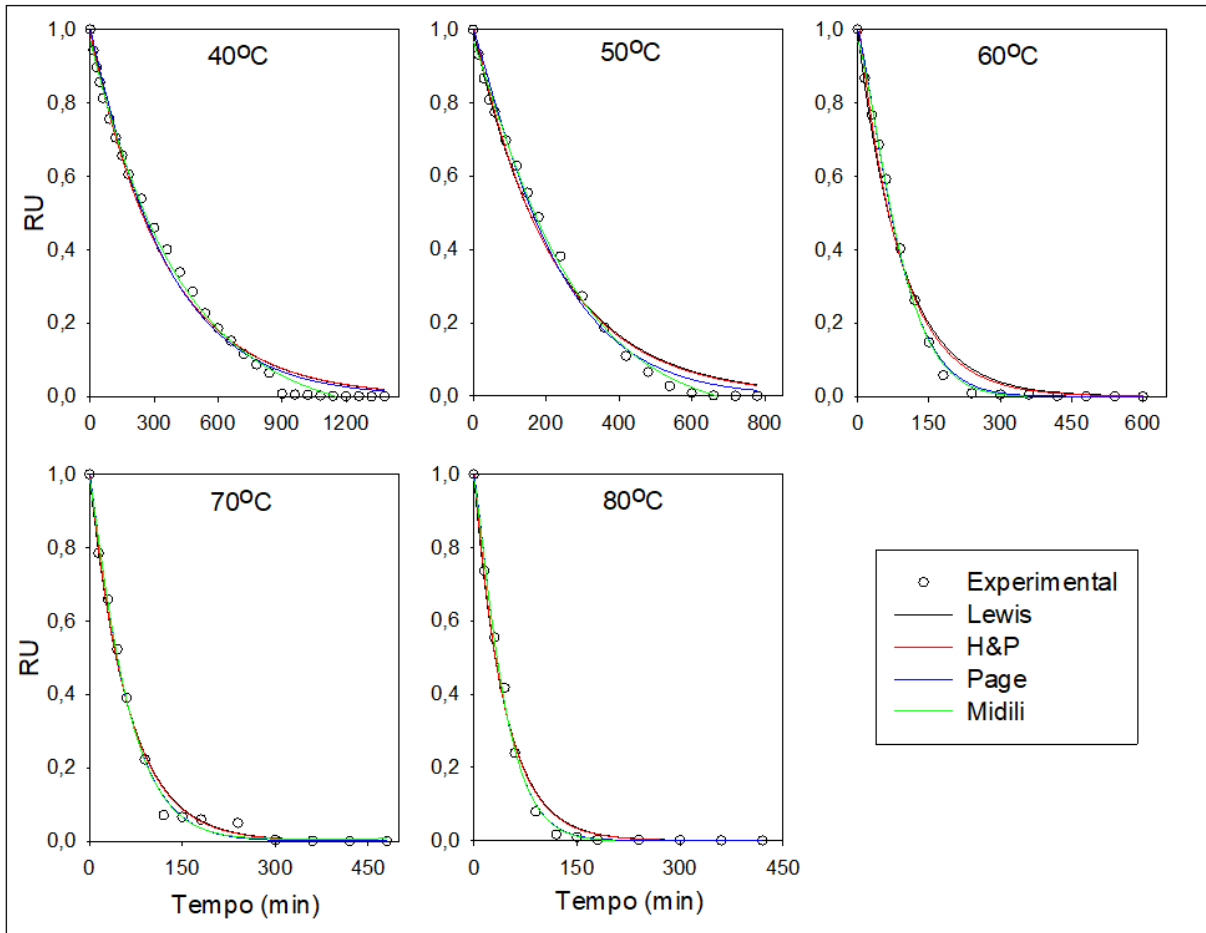 40ºC
50ºC
60ºC
1,0
0,8
0,6
0,4
0,2
0,0
RU
0 300 600 900 1200
1,0
0,8
0,6
0,4
0,2
0,0
0 200 400 600 800
1,0
0,8
0,6
0,4
0,2
0,0
0 150 300 450 600
70ºC
80ºC
1,0
0,8
0,6
0,4
0,2
0,0
RU
0 150 300 450
Tempo (min)
1,0
0,8
0,6
0,4
0,2
0,0
0 150 300 450
Tempo (min)
Experimental
Lewis
H&P
Page
Midili